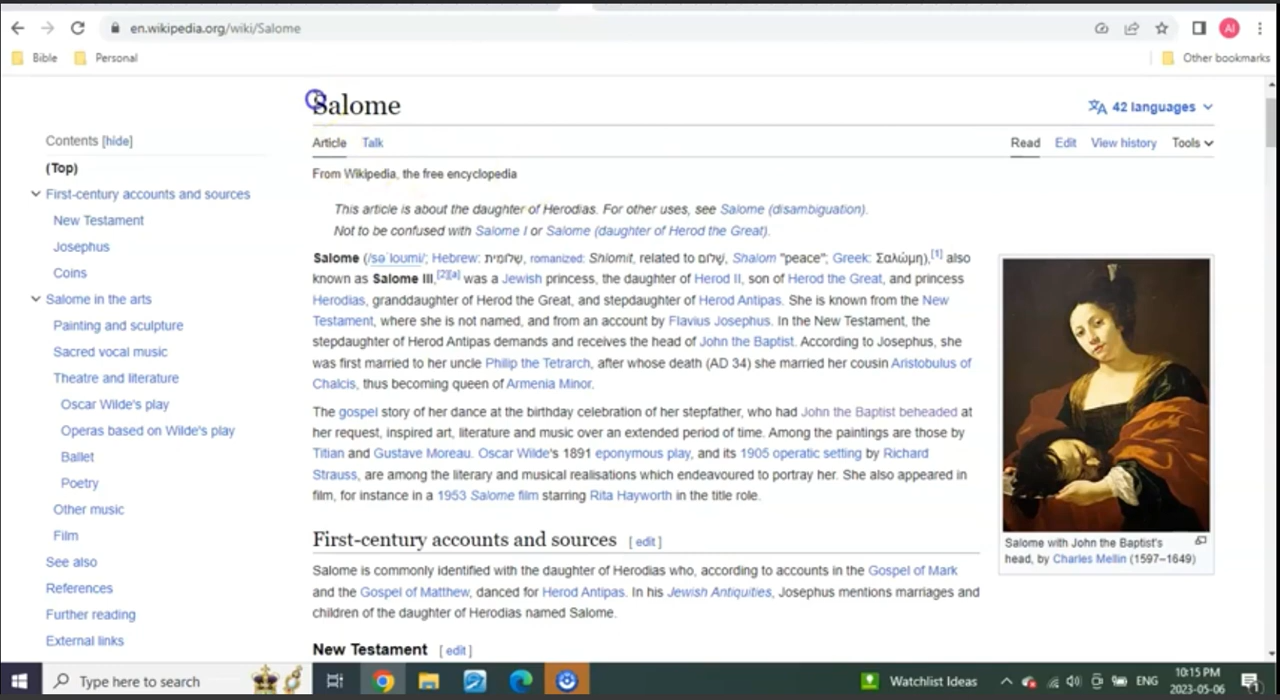 en.wikipedia.org/wiki/Salome
AI
Bible
Personal
Other bookmarks
Salome
42 languages
Contents [hide]
(Top)
First-century accounts and sources
New Testament
Josephus
Coins
Salome in the arts
Painting and sculpture
Sacred vocal music
Theatre and literature
Oscar Wilde's play
Operas based on Wilde's play
Ballet
Poetry
Other music
Film
See also
References
Further reading
External links
Article Talk
Read Edit View history Tools
From Wikipedia, the free encyclopedia
This article is about the daughter of Herodias. For other uses, see Salome (disambiguation).
Not to be confused with Salome I or Salome (daughter of Herod the Great).
Salome (/səˈloʊmi/; Hebrew: שְלוֹמִית, romanized: Shlomit, related to שָׁלוֹם, Shalom "peace"; Greek: Σαλώμη),[1] also
known as Salome III,[2][a] was a Jewish princess, the daughter of Herod II, son of Herod the Great, and princess
Herodias, granddaughter of Herod the Great, and stepdaughter of Herod Antipas. She is known from the New
Testament, where she is not named, and from an account by Flavius Josephus. In the New Testament, the
stepdaughter of Herod Antipas demands and receives the head of John the Baptist. According to Josephus, she
was first married to her uncle Philip the Tetrarch, after whose death (AD 34) she married her cousin Aristobulus of
Chalcis, thus becoming queen of Armenia Minor.
The gospel story of her dance at the birthday celebration of her stepfather, who had John the Baptist beheaded at
her request, inspired art, literature and music over an extended period of time. Among the paintings are those by
Titian and Gustave Moreau. Oscar Wilde's 1891 eponymous play, and its 1905 operatic setting by Richard
Strauss, are among the literary and musical realisations which endeavoured to portray her. She also appeared in
film, for instance in a 1953 Salome film starring Rita Hayworth in the title role.
Salome with John the Baptist's
head, by Charles Mellin (1597–1649)
First-century accounts and sources [ edit ]
Salome is commonly identified with the daughter of Herodias who, according to accounts in the Gospel of Mark
and the Gospel of Matthew, danced for Herod Antipas. In his Jewish Antiquities, Josephus mentions marriages and
children of the daughter of Herodias named Salome.
New Testament [ edit ]
Type here to search
Watchlist Ideas
ENG
10:15 PM
2023-05-06
1